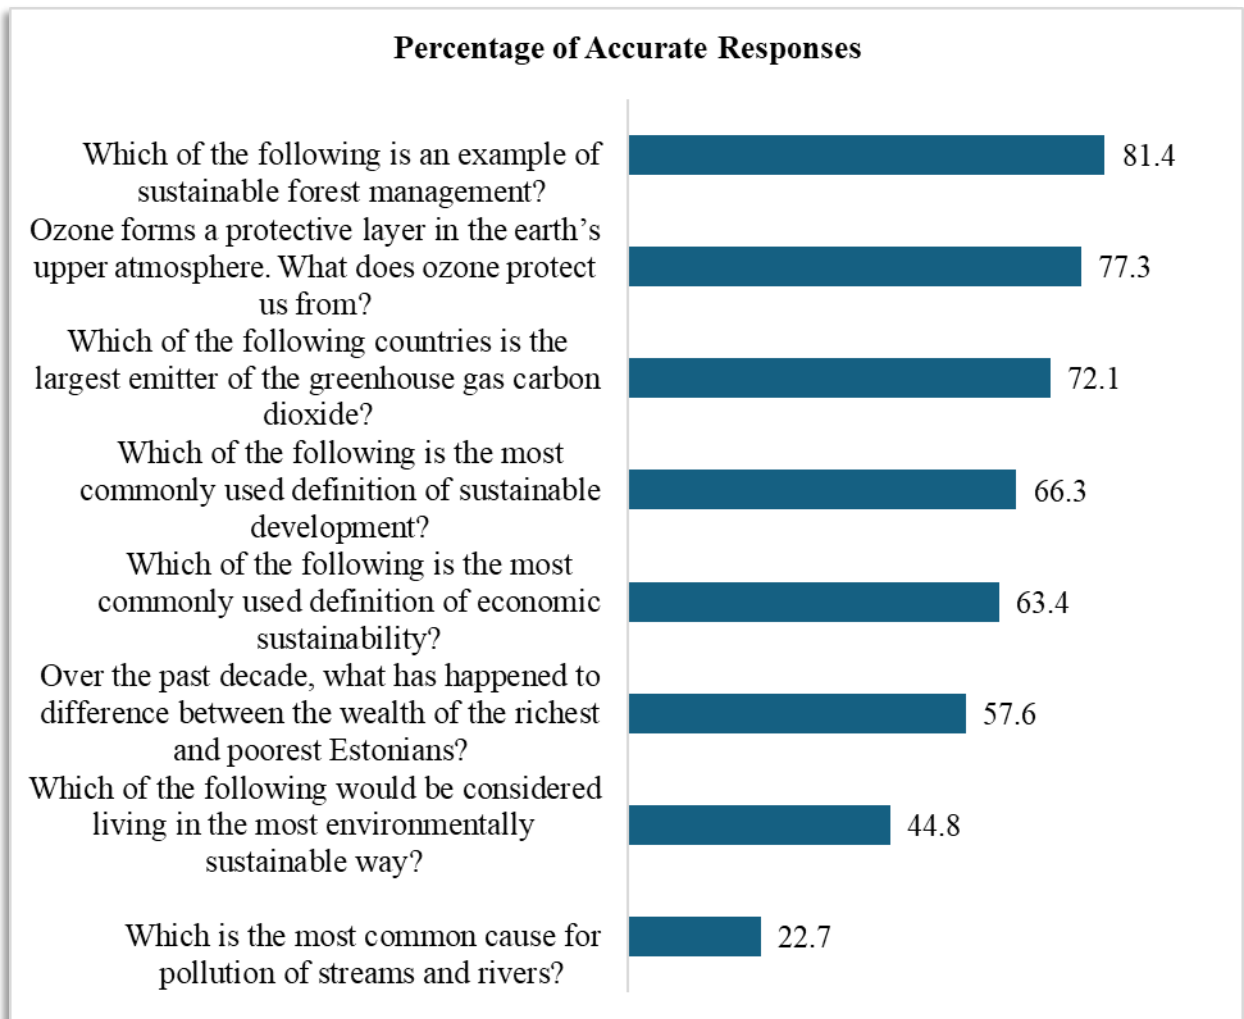 Percentage of Accurate Responses
Which of the following is an example of
sustainable forest management?
81.4
Ozone forms a protective layer in the earth’s
upper atmosphere. What does ozone protect
us from?
77.3
Which of the following countries is the
largest emitter of the greenhouse gas carbon
dioxide?
72.1
Which of the following is the most
commonly used definition of sustainable
development?
66.3
Which of the following is the most
commonly used definition of economic
sustainability?
63.4
Over the past decade, what has happened to
difference between the wealth of the richest
and poorest Estonians?
57.6
Which of the following would be considered
living in the most environmentally
sustainable way?
44.8
Which is the most common cause for
pollution of streams and rivers?
22.7